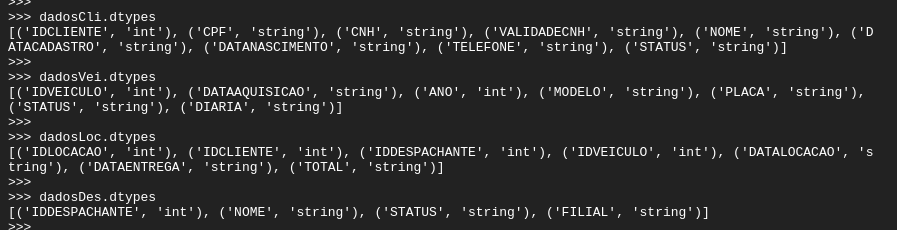 >>>
>>> dadosCli.dtypes
[('IDCLIENTE', 'int'), ('CPF', 'string'), ('CNH', 'string'), ('VALIDADECNH', 'string'), ('NOME', 'string'), ('D
ATACADASTRO', 'string'), ('DATANASCIMENTO', 'string'), ('TELEFONE', 'string'), ('STATUS', 'string')]
>>>
>>> dadosVei.dtypes
[('IDVEICULO', 'int'), ('DATAAQUISICAO', 'string'), ('ANO', 'int'), ('MODELO', 'string'), ('PLACA', 'string'),
('STATUS', 'string'), ('DIARIA', 'string')]
>>>
>>> dadosLoc.dtypes
[('IDLOCACAO', 'int'), ('IDCLIENTE', 'int'), ('IDDESPACHANTE', 'int'), ('IDVEICULO', 'int'), ('DATALOCACAO', 's
tring'), ('DATAENTREGA', 'string'), ('TOTAL', 'string')]
>>>
>>> dadosDes.dtypes
[('IDDESPACHANTE', 'int'), ('NOME', 'string'), ('STATUS', 'string'), ('FILIAL', 'string')]
>>>